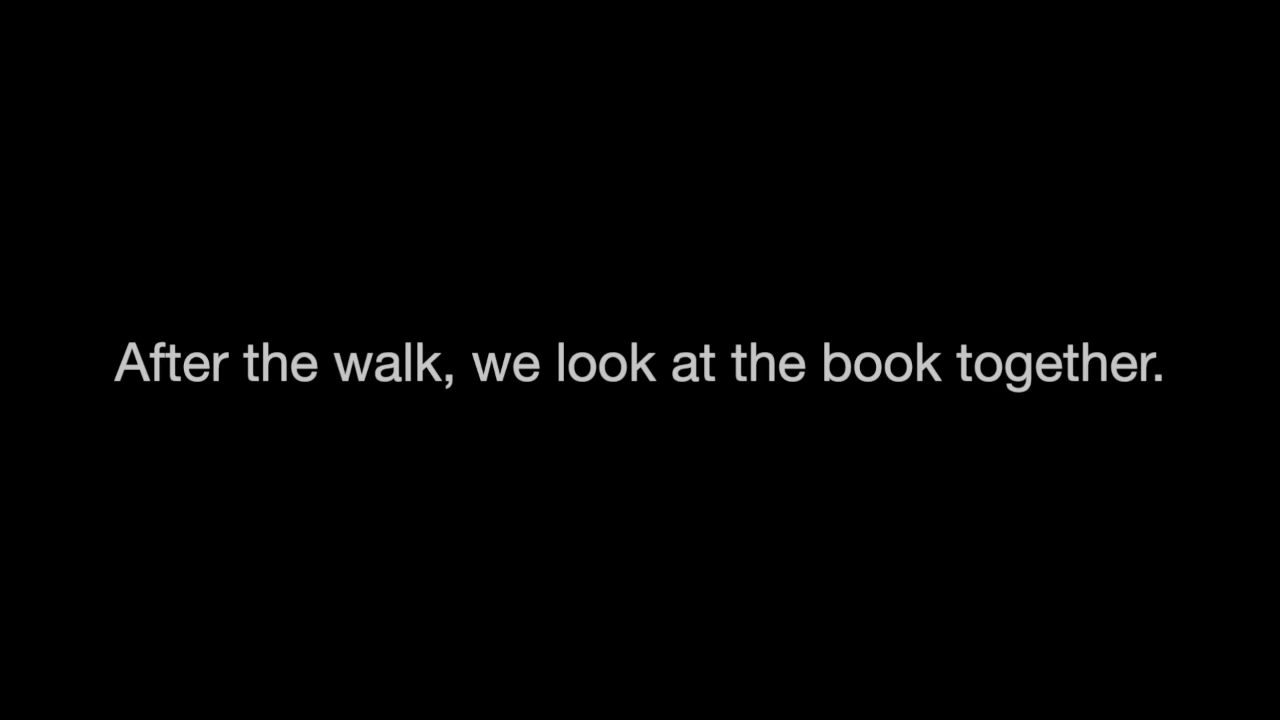 After the walk, we look at the book together.